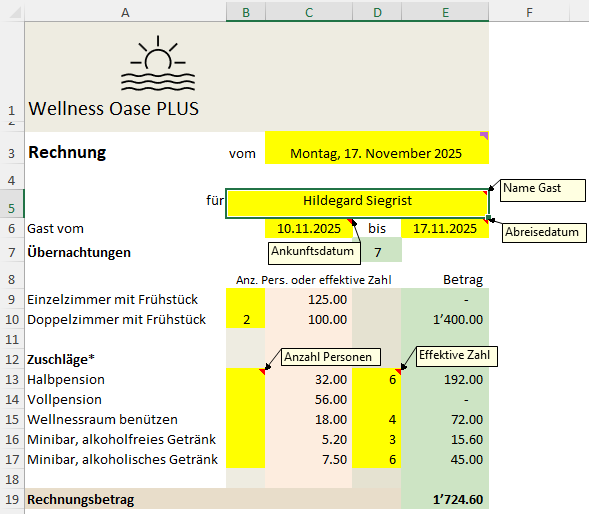 A B C D E F
1 Wellness Oase PLUS
2
3 Rechnung vom Montag, 17. November 2025
4 Name Gast
5 für Hildegard Siegrist
6 Gast vom 10.11.2025 bis 17.11.2025 Abreisedatum
7 Übernachtungen Ankunftsdatum 7
8 Anz. Pers. oder effektive Zahl Betrag
9 Einzelzimmer mit Frühstück 125.00 -
10 Doppelzimmer mit Frühstück 2 100.00 1’400.00
11
12 Zuschläge* Anzahl Personen Effektive Zahl
13 Halbpension 32.00 6 192.00
14 Vollpension 56.00 -
15 Wellnessraum benützen 18.00 4 72.00
16 Minibar, alkoholfreies Getränk 5.20 3 15.60
17 Minibar, alkoholisches Getränk 7.50 6 45.00
18
19 Rechnungsbetrag 1’724.60